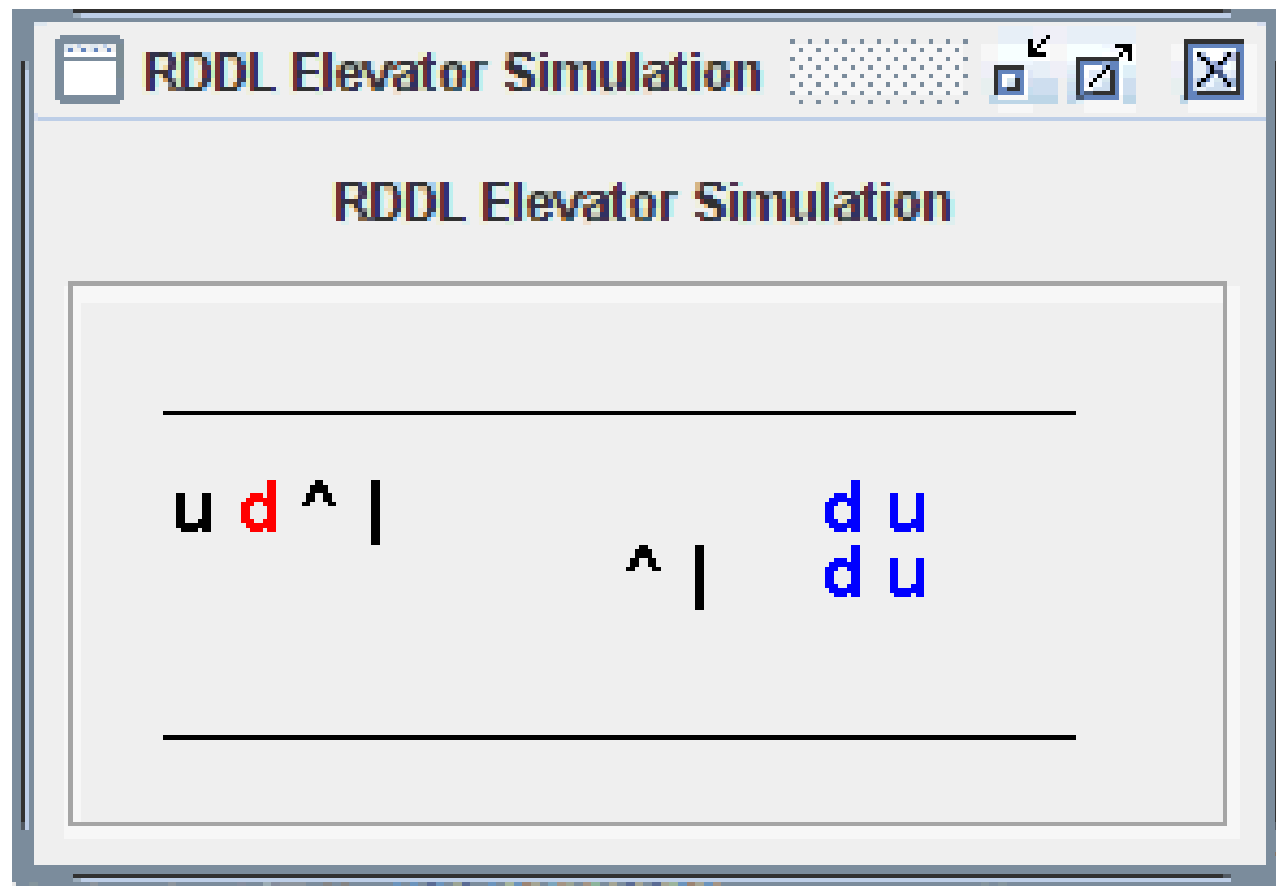 RDDL Elevator Simulation
RDDL Elevator Simulation
u d ^ | d u
^ | d u